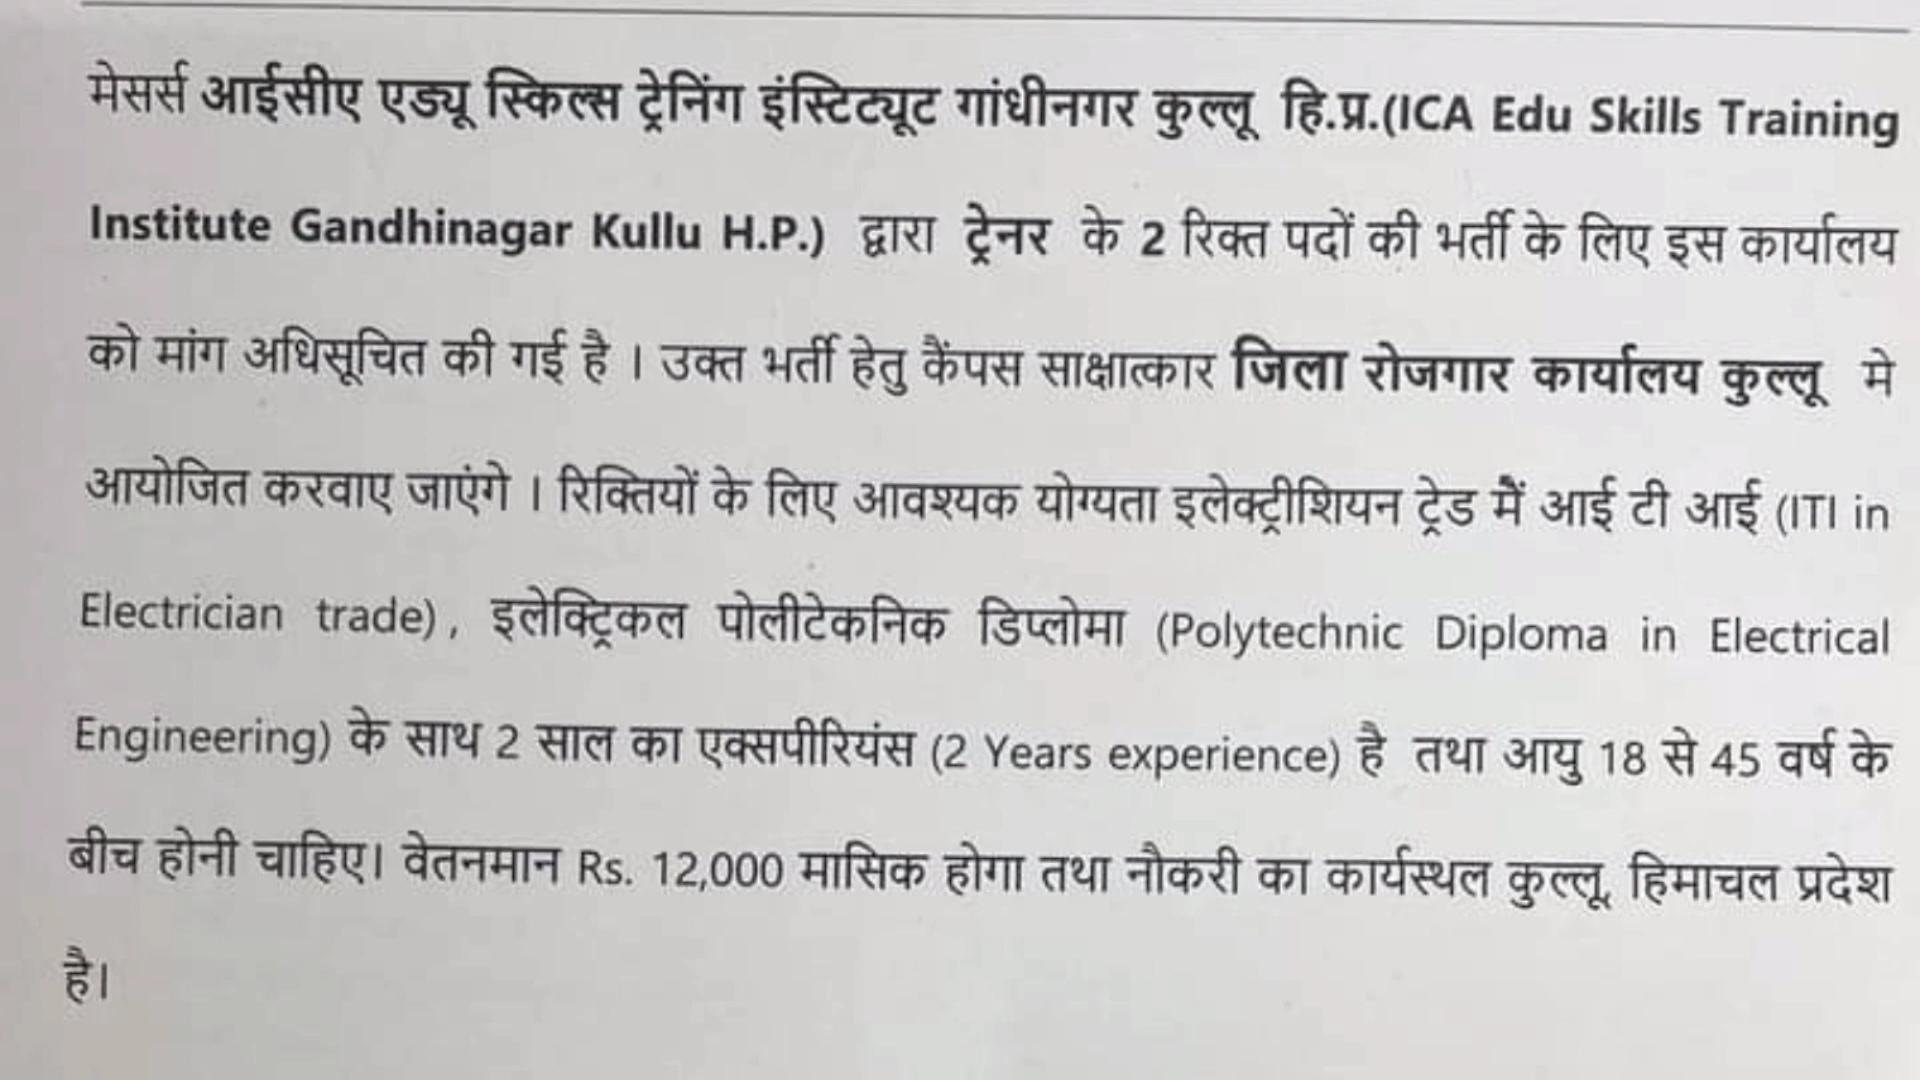 मेसर्स आईसीए एड्यू स्किल्स ट्रेनिंग इंस्टिट्यूट गांधीनगर कुल्लू हि.प्र.(ICA Edu Skills Training
Institute Gandhinagar Kullu H.P.) द्वारा ट्रेनर के 2 रिक्त पदों की भर्ती के लिए इस कार्यालय
को मांग अधिसूचित की गई है । उक्त भर्ती हेतु कैंपस साक्षात्कार जिला रोजगार कार्यालय कुल्लू मे
आयोजित करवाए जाएंगे । रिक्तियों के लिए आवश्यक योग्यता इलेक्ट्रीशियन ट्रेड मैं आई टी आई (ITI in
Electrician trade), इलेक्ट्रिकल पोलीटेकनिक डिप्लोमा (Polytechnic Diploma in Electrical
Engineering) के साथ 2 साल का एक्सपीरियंस (2 Years experience) है तथा आयु 18 से 45 वर्ष के
बीच होनी चाहिए। वेतनमान Rs. 12,000 मासिक होगा तथा नौकरी का कार्यस्थल कुल्लू, हिमाचल प्रदेश
है।